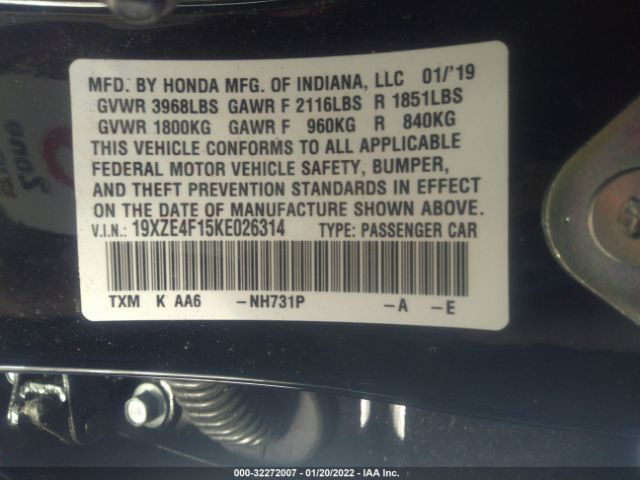 MFD. BY HONDA MFG. OF INDIANA, LLC 01/'19
GVWR 3968LBS GAWR F 2116LBS R 1851LBS
GVWR 1800KG GAWR F 960KG R 840KG
THIS VEHICLE CONFORMS TO ALL APPLICABLE
FEDERAL MOTOR VEHICLE SAFETY, BUMPER,
AND THEFT PREVENTION STANDARDS IN EFFECT
ON THE DATE OF MANUFACTURE SHOWN ABOVE.
V.I.N.: 19XZE4F15KE026314 TYPE: PASSENGER CAR
TXM K AA6 -NH731P -A -E
000-32272007 - 01/20/2022 - IAA Inc.